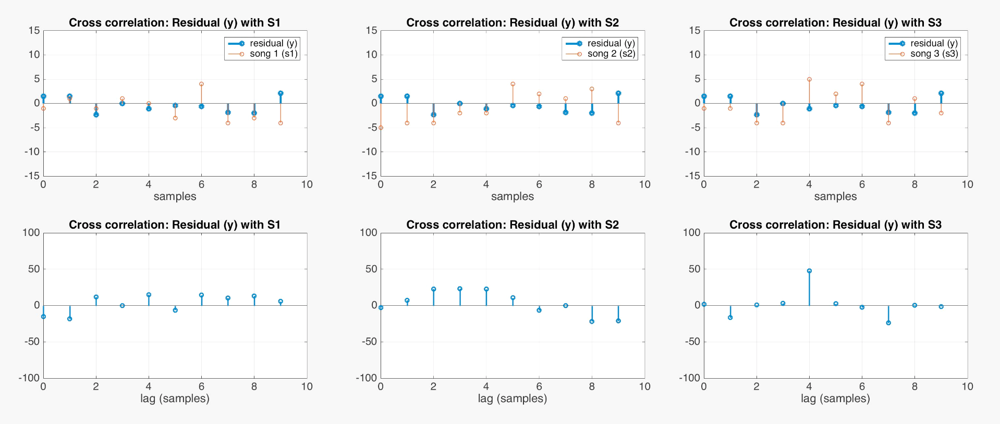 Cross correlation: Residual (y) with S1
15
10
5
0
-5
-10
-15
0 2 4 6 8 10
samples
residual (y)
song 1 (s1)
Cross correlation: Residual (y) with S2
15
10
5
0
-5
-10
-15
0 2 4 6 8 10
samples
residual (y)
song 2 (s2)
Cross correlation: Residual (y) with S3
15
10
5
0
-5
-10
-15
0 2 4 6 8 10
samples
residual (y)
song 3 (s3)
Cross correlation: Residual (y) with S1
100
50
0
-50
-100
0 2 4 6 8 10
lag (samples)
Cross correlation: Residual (y) with S2
100
50
0
-50
-100
0 2 4 6 8 10
lag (samples)
Cross correlation: Residual (y) with S3
100
50
0
-50
-100
0 2 4 6 8 10
lag (samples)